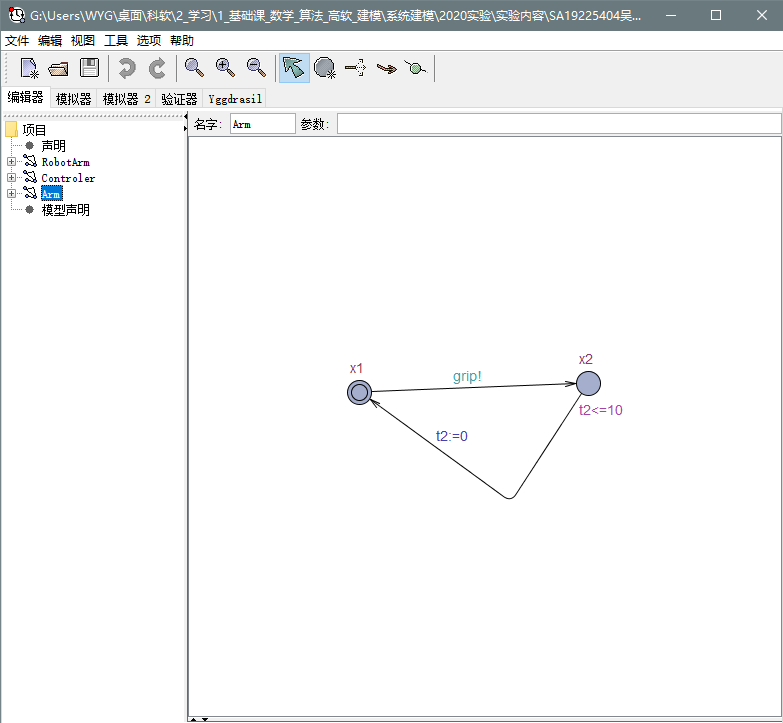 G:\Users\WYG\桌面\科软\2_学习\1_基础课_数学_算法_高软_建模\系统建模\2020实验\实验内容\SA19225404吴...
文件 编辑 视图 工具 选项 帮助
编辑器 模拟器 模拟器 2 验证器 Yggdrasil
名字: Arm 参数:
项目
声明
RobotArm
Controler
Arm
模型声明
x1
grip!
x2
t2<=10
t2:=0